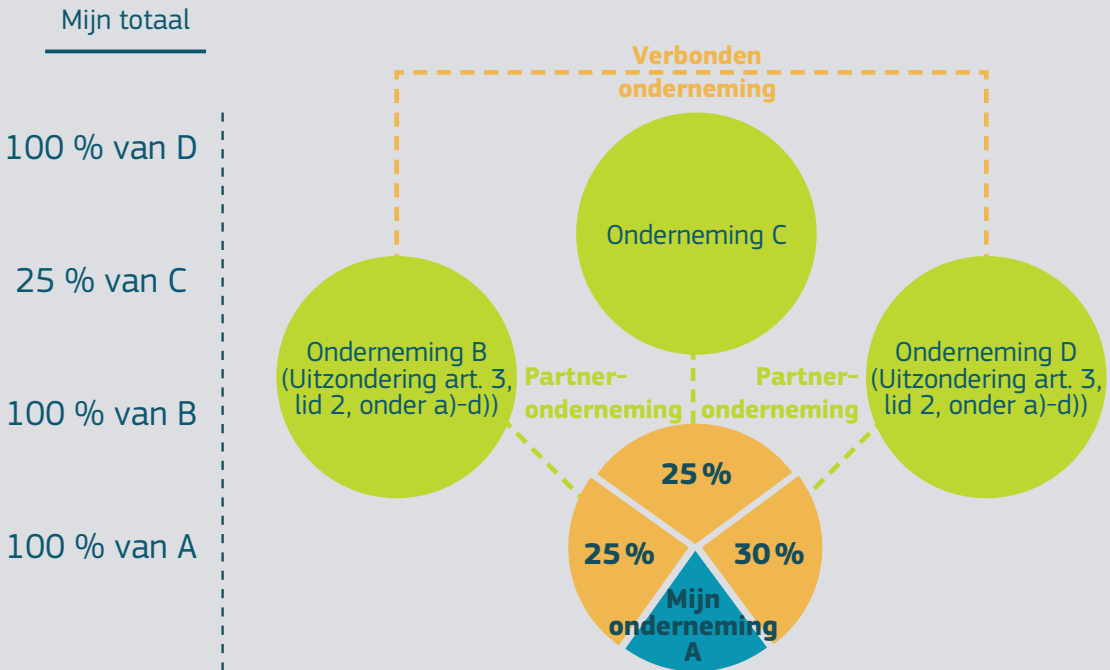 Mijn totaal
100 % van D
25 % van C
100 % van B
100 % van A
Verbonden
onderneming
Onderneming C
Onderneming B
(Uitzondering art. 3,
lid 2, onder a)-d))
Partner-
onderneming
Partner-
onderneming
Onderneming D
(Uitzondering art. 3,
lid 2, onder a)-d))
25 %
25 %
30 %
Mijn
onderneming
A